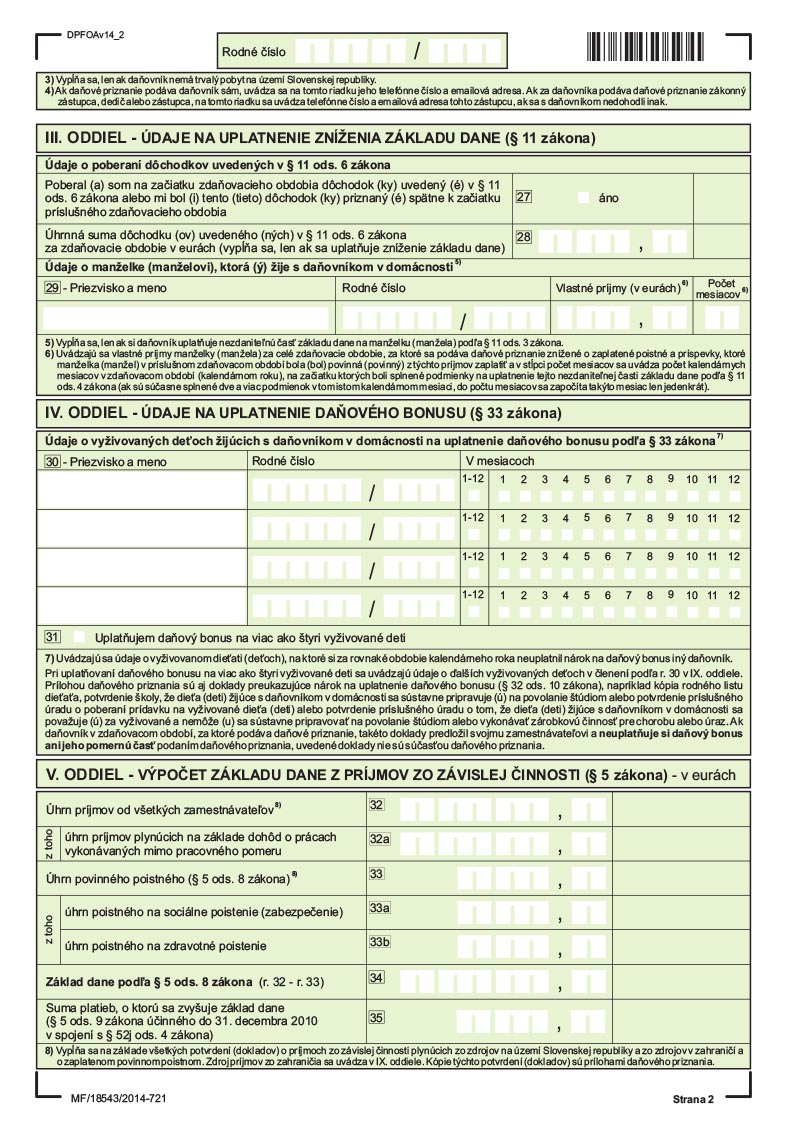 DPFOAv14_2
Rodné číslo /
3) Vypĺňa sa, len ak daňovník nemá trvalý pobyt na území Slovenskej republiky.
4) Ak daňové priznanie podáva daňovník sám, uvádza sa na tomto riadku jeho telefónne číslo a emailová adresa. Ak za daňovníka podáva daňové priznanie zákonný
zástupca, dedič alebo zástupca, na tomto riadku sa uvádza telefónne číslo a emailová adresa tohto zástupcu, ak sa s daňovníkom nedohodli inak.
III. ODDIEL - ÚDAJE NA UPLATNENIE ZNÍŽENIA ZÁKLADU DANE (§ 11 zákona)
Údaje o poberaní dôchodkov uvedených v § 11 ods. 6 zákona
Poberal (a) som na začiatku zdaňovacieho obdobia dôchodok (ky) uvedený (é) v § 11
ods. 6 zákona alebo mi bol (i) tento (tieto) dôchodok (ky) priznaný (é) spätne k začiatku
príslušného zdaňovacieho obdobia
27 áno
Úhrnná suma dôchodku (ov) uvedeného (ných) v § 11 ods. 6 zákona
za zdaňovacie obdobie v eurách (vypĺňa sa, len ak sa uplatňuje zníženie základu dane)
28 ,
Údaje o manželke (manželovi), ktorá (ý) žije s daňovníkom v domácnosti 5)
29 - Priezvisko a meno Rodné číslo Vlastné príjmy (v eurách) 6) Počet
mesiacov 6)
/ ,
5) Vypĺňa sa, len ak si daňovník uplatňuje nezdaniteľnú časť základu dane na manželku (manžela) podľa § 11 ods. 3 zákona.
6) Uvádzajú sa vlastné príjmy manželky (manžela) za celé zdaňovacie obdobie, za ktoré sa podáva daňové priznanie znížené o zaplatené poistné a príspevky, ktoré
manželka (manžel) v príslušnom zdaňovacom období bola (bol) povinná (povinný) z týchto príjmov zaplatiť a v stĺpci počet mesiacov sa uvádza počet kalendárnych
mesiacov v zdaňovacom období (kalendárnom roku), na začiatku ktorých boli splnené podmienky na uplatnenie tejto nezdaniteľnej časti základu dane podľa § 11
ods. 4 zákona (ak sú súčasne splnené dve a viac podmienok v tom istom kalendárnom mesiaci, do počtu mesiacov sa započíta takýto mesiac len jedenkrát).
IV. ODDIEL - ÚDAJE NA UPLATNENIE DAŇOVÉHO BONUSU (§ 33 zákona)
Údaje o vyživovaných deťoch žijúcich s daňovníkom v domácnosti na uplatnenie daňového bonusu podľa § 33 zákona 7)
30 - Priezvisko a meno Rodné číslo V mesiacoch
/ 1-12 1 2 3 4 5 6 7 8 9 10 11 12
/ 1-12 1 2 3 4 5 6 7 8 9 10 11 12
/ 1-12 1 2 3 4 5 6 7 8 9 10 11 12
/ 1-12 1 2 3 4 5 6 7 8 9 10 11 12
31 Uplatňujem daňový bonus na viac ako štyri vyživované deti
7) Uvádzajú sa údaje o vyživovanom dieťati (deťoch), na ktoré si za rovnaké obdobie kalendárneho roka neuplatnil nárok na daňový bonus iný daňovník.
Pri uplatňovaní daňového bonusu na viac ako štyri vyživované deti sa uvádzajú údaje o ďalších vyživovaných deťoch v členení podľa r. 30 v IX. oddiele.
Prílohou daňového priznania sú aj doklady preukazujúce nárok na uplatnenie daňového bonusu (§ 32 ods. 10 zákona), napríklad kópia rodného listu
dieťaťa, potvrdenie školy, že dieťa (deti) žijúce s daňovníkom v domácnosti sa sústavne pripravuje (ú) na povolanie štúdiom alebo potvrdenie príslušného
úradu o poberaní prídavku na vyživované dieťa (deti) alebo potvrdenie príslušného úradu o tom, že dieťa (deti) žijúce s daňovníkom v domácnosti sa
považuje (ú) za vyživované a nemôže (u) sa sústavne pripravovať na povolanie štúdiom alebo vykonávať zárobkovú činnosť pre chorobu alebo úraz. Ak
daňovník v zdaňovacom období, za ktoré podáva daňové priznanie, takéto doklady predložil svojmu zamestnávateľovi a neuplatňuje si daňový bonus
ani jeho pomernú časť podaním daňového priznania, uvedené doklady nie sú súčasťou daňového priznania.
V. ODDIEL - VÝPOČET ZÁKLADU DANE Z PRÍJMOV ZO ZÁVISLEJ ČINNOSTI (§ 5 zákona) - v eurách
Úhrn príjmov od všetkých zamestnávateľov 8) 32 ,
z toho
úhrn príjmov plynúcich na základe dohôd o prácach
vykonávaných mimo pracovného pomeru
32a ,
Úhrn povinného poistného (§ 5 ods. 8 zákona) 8) 33 ,
z toho
úhrn poistného na sociálne poistenie (zabezpečenie) 33a ,
úhrn poistného na zdravotné poistenie 33b ,
Základ dane podľa § 5 ods. 8 zákona (r. 32 - r. 33) 34 ,
Suma platieb, o ktorú sa zvyšuje základ dane
(§ 5 ods. 9 zákona účinného do 31. decembra 2010
v spojení s § 52j ods. 4 zákona)
35 ,
8) Vypĺňa sa na základe všetkých potvrdení (dokladov) o príjmoch zo závislej činnosti plynúcich zo zdrojov na území Slovenskej republiky a zo zdrojov v zahraničí a
o zaplatenom povinnom poistnom. Zdroj príjmov zo zahraničia sa uvádza v IX. oddiele. Kópie týchto potvrdení (dokladov) sú prílohami daňového priznania.
MF/18543/2014-721
Strana 2